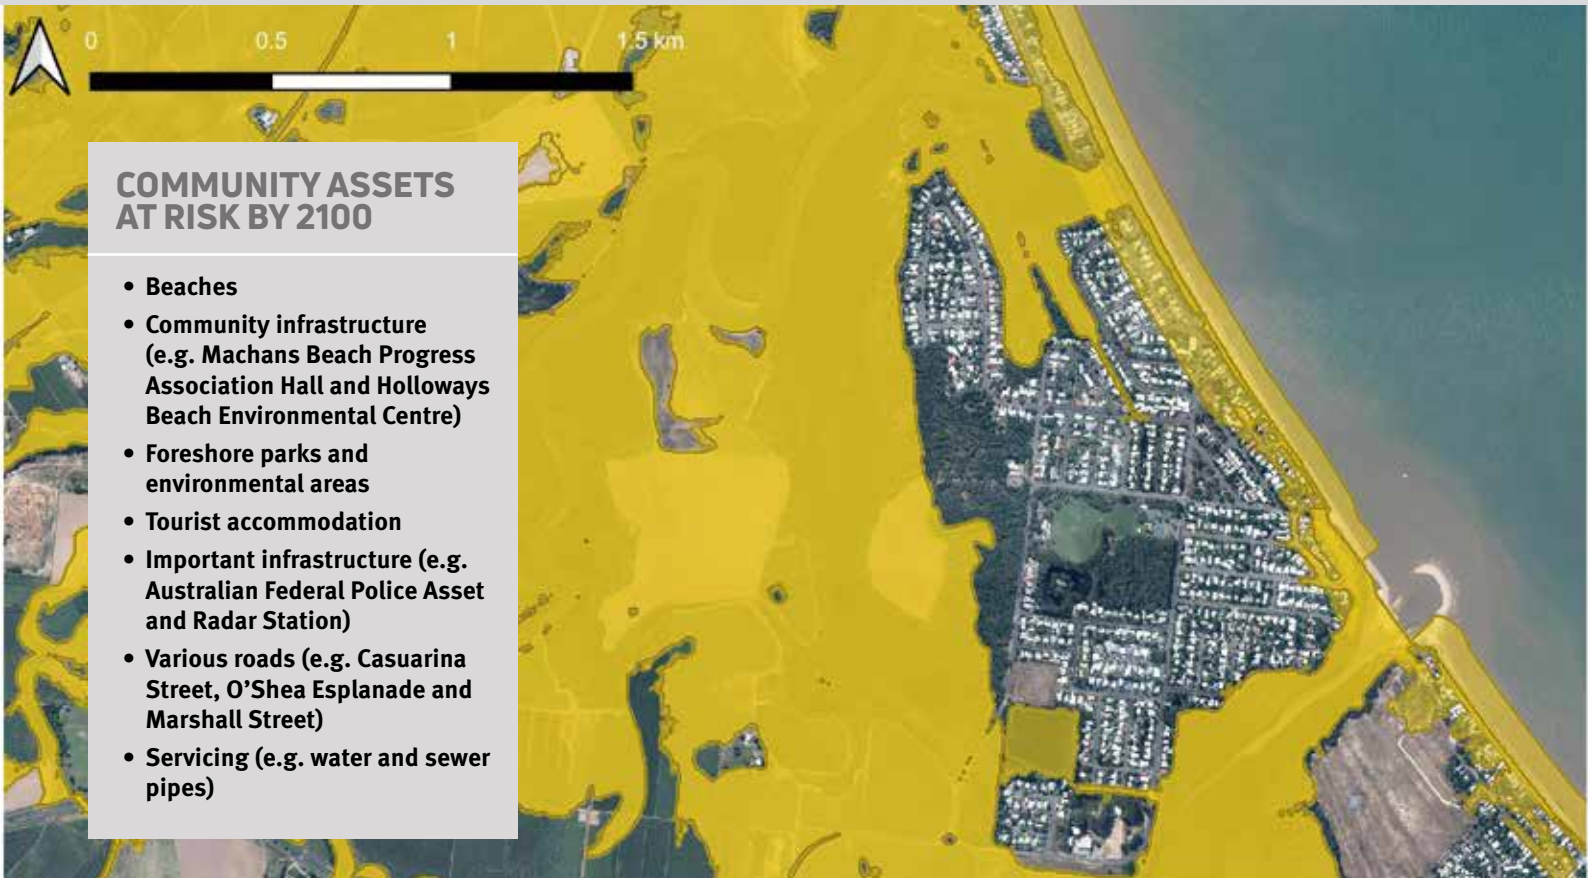 0 0.5 1 1.5 km
COMMUNITY ASSETS
AT RISK BY 2100
• Beaches
• Community infrastructure
(e.g. Machans Beach Progress
Association Hall and Holloways
Beach Environmental Centre)
• Foreshore parks and
environmental areas
• Tourist accommodation
• Important infrastructure (e.g.
Australian Federal Police Asset
and Radar Station)
• Various roads (e.g. Casuarina
Street, O’Shea Esplanade and
Marshall Street)
• Servicing (e.g. water and sewer
pipes)